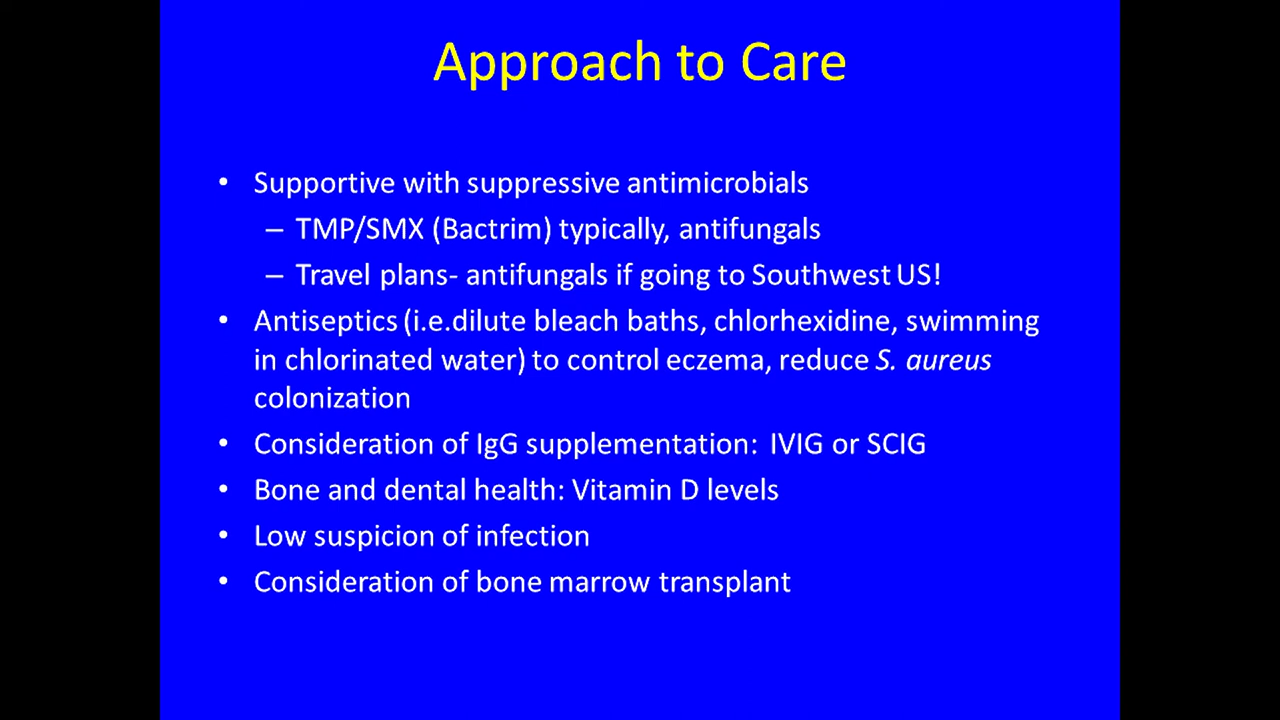 Approach to Care
• Supportive with suppressive antimicrobials
– TMP/SMX (Bactrim) typically, antifungals
– Travel plans- antifungals if going to Southwest US!
• Antiseptics (i.e.dilute bleach baths, chlorhexidine, swimming
in chlorinated water) to control eczema, reduce S. aureus
colonization
• Consideration of IgG supplementation: IVIG or SCIG
• Bone and dental health: Vitamin D levels
• Low suspicion of infection
• Consideration of bone marrow transplant